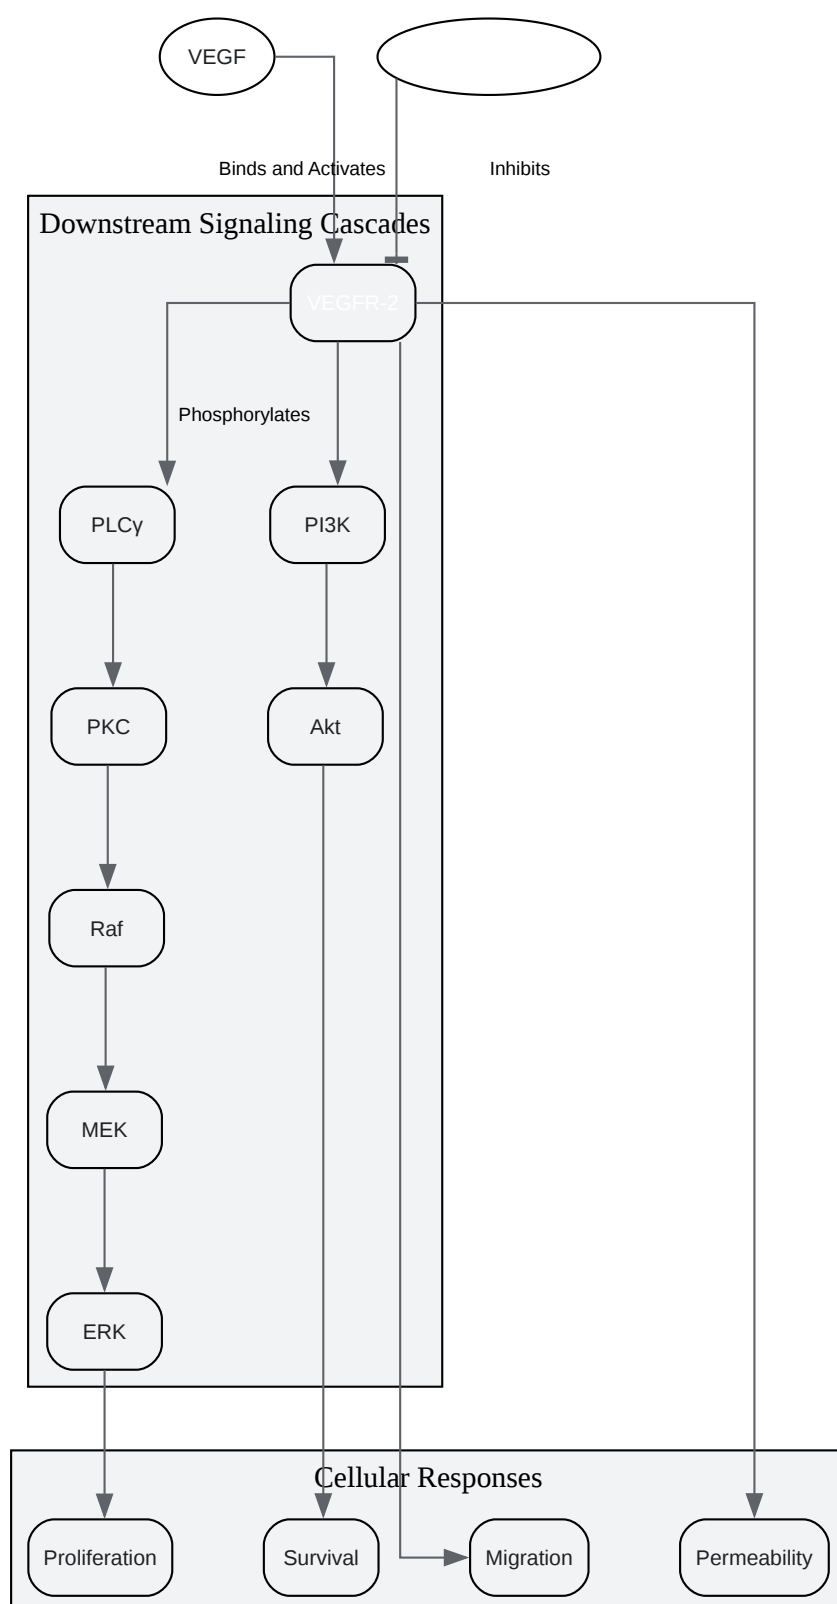 VEGF
Binds and Activates
Inhibits
Downstream Signaling Cascades
VEGFR-2
Phosphorylates
PLCγ
PI3K
PKC
Akt
Raf
MEK
ERK
Cellular Responses
Proliferation
Survival
Migration
Permeability